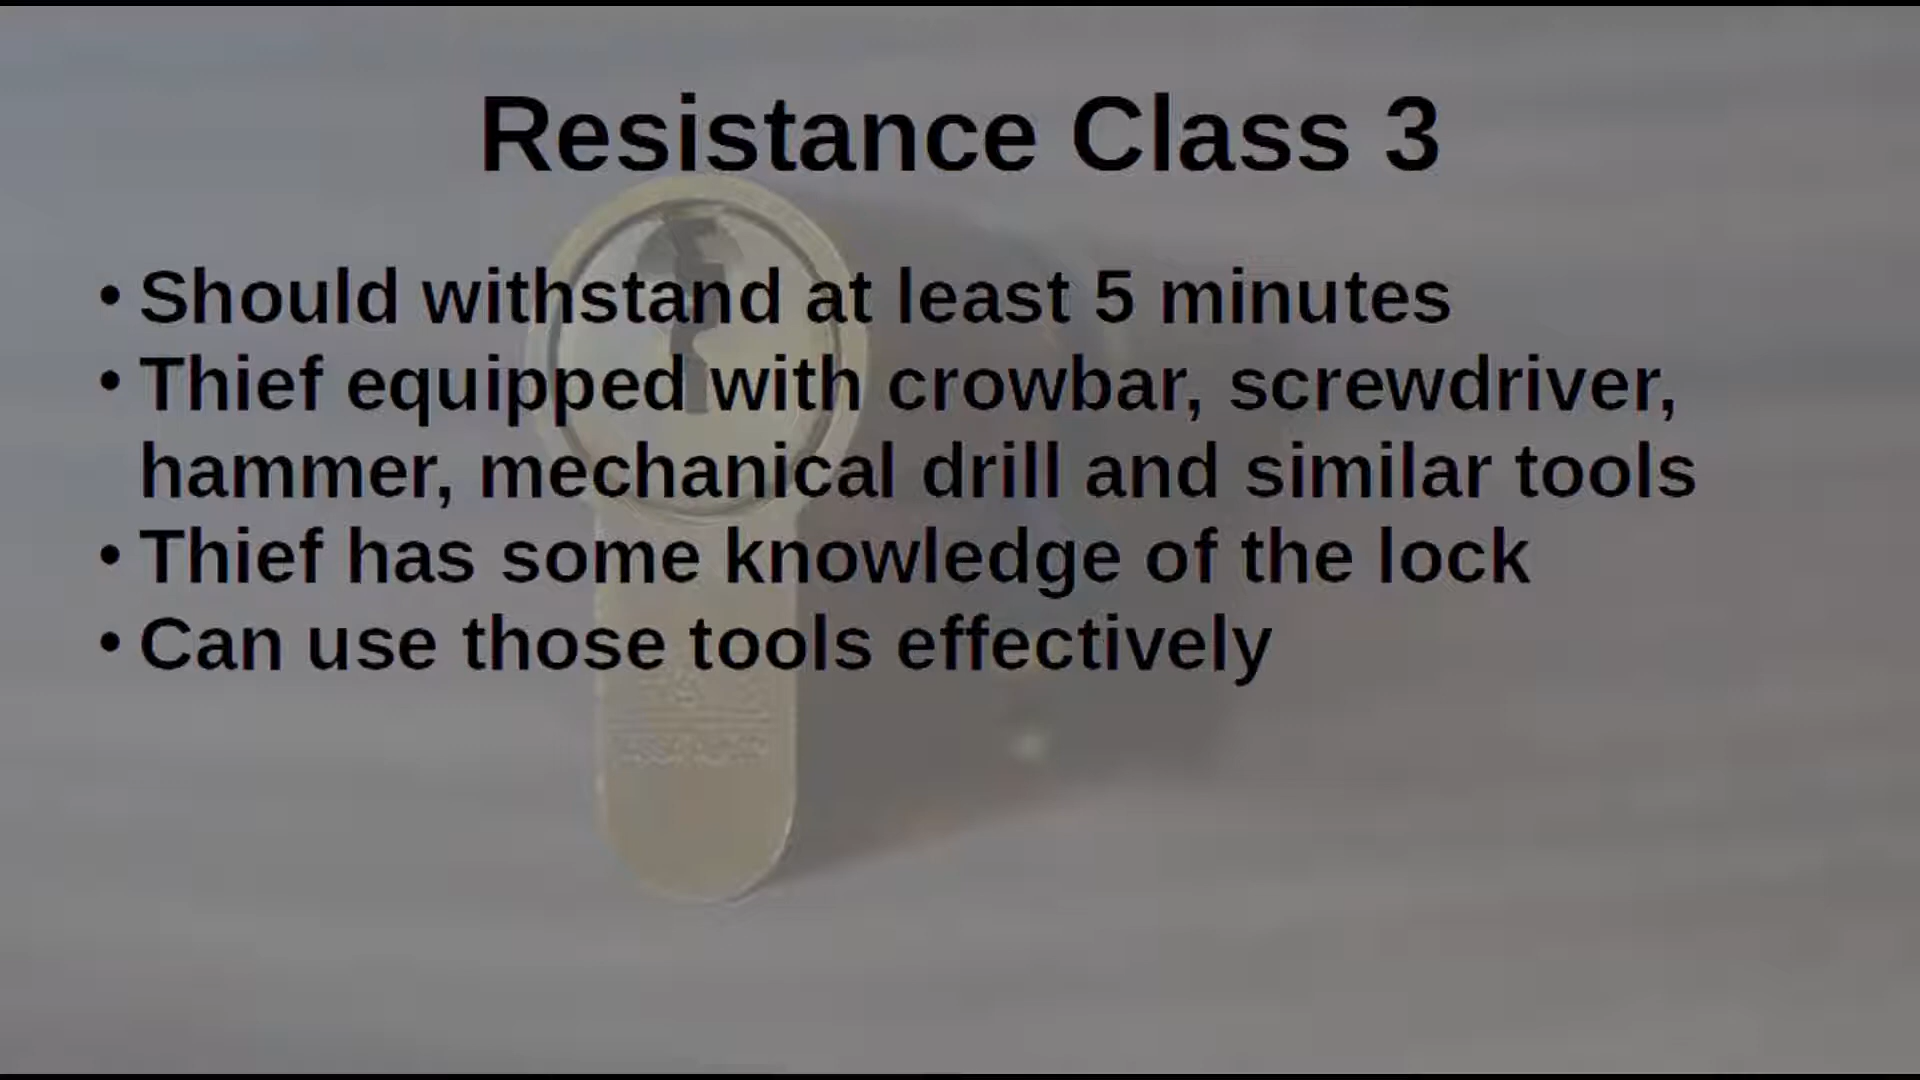 Resistance Class 3
• Should withstand at least 5 minutes
• Thief equipped with crowbar, screwdriver,
hammer, mechanical drill and similar tools
• Thief has some knowledge of the lock
• Can use those tools effectively